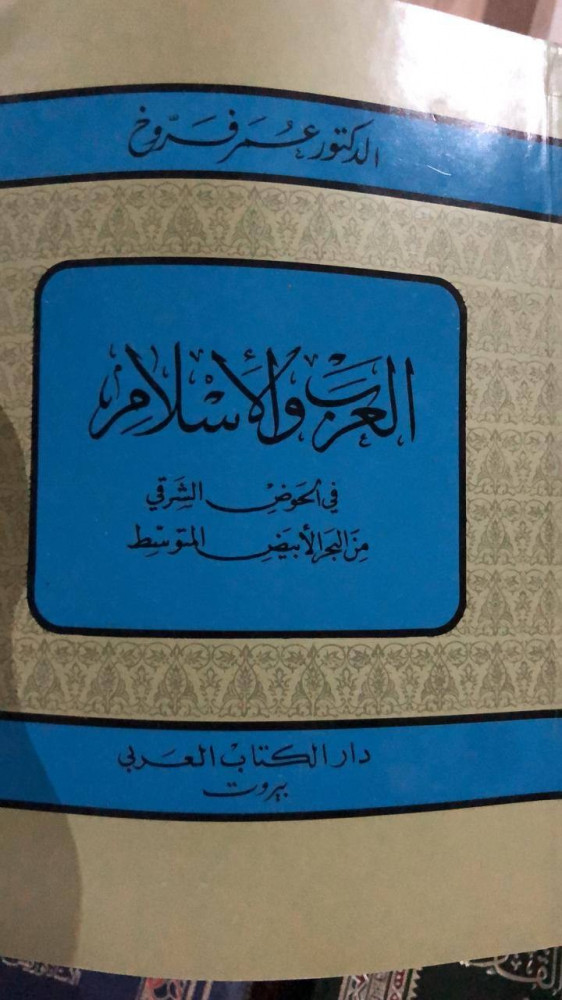 الدكتور عمر فروخ
العرب والإسلام
في الحوض الشرقي
من البحر الأبيض المتوسط
دار الكتاب العربي
بيروت